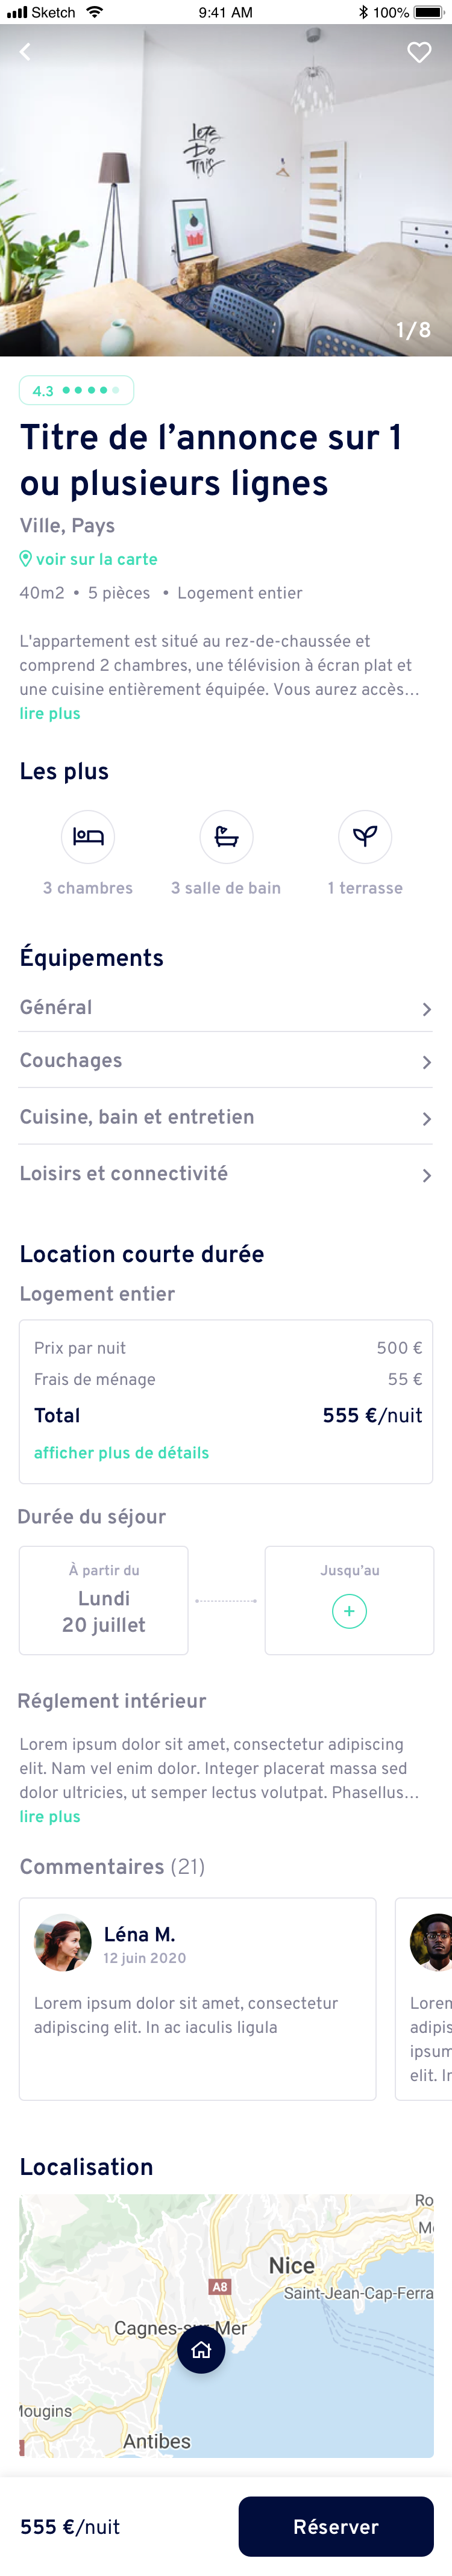 Sketch 9:41 AM 100%
Lets
Do
This
1/8
4.3
Titre de l’annonce sur 1
ou plusieurs lignes
Ville, Pays
voir sur la carte
40m2 • 5 pièces • Logement entier
L'appartement est situé au rez-de-chaussée et
comprend 2 chambres, une télévision à écran plat et
une cuisine entièrement équipée. Vous aurez accès…
lire plus
Les plus
3 chambres 3 salle de bain 1 terrasse
Équipements
Général
Couchages
Cuisine, bain et entretien
Loisirs et connectivité
Location courte durée
Logement entier
Prix par nuit 500 €
Frais de ménage 55 €
Total 555 €/nuit
afficher plus de détails
Durée du séjour
À partir du
Lundi
20 juillet
Jusqu'au
+
Réglement intérieur
Lorem ipsum dolor sit amet, consectetur adipiscing
elit. Nam vel enim dolor. Integer placerat massa sed
dolor ultricies, ut semper lectus volutpat. Phasellus…
lire plus
Commentaires (21)
Léna M.
12 juin 2020
Lorem ipsum dolor sit amet, consectetur
adipiscing elit. In ac iaculis ligula
Lorem
adipis
ipsum
elit. In
Localisation
Ro
Mo
Nice
A8
Saint-Jean-Cap-Ferra
Cagnes-sur-Mer
Mougins
Antibes
555 €/nuit
Réserver